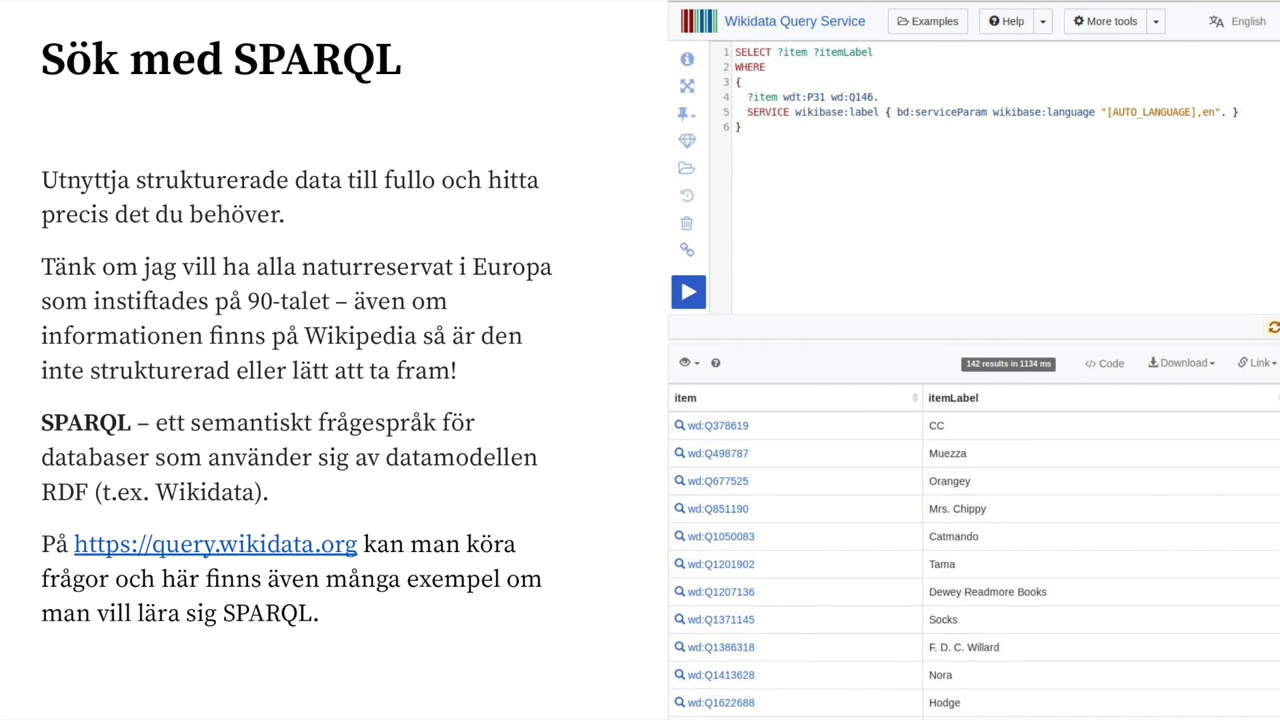 Sök med SPARQL
Utnyttja strukturerade data till fullo och hitta
precis det du behöver.
Tänk om jag vill ha alla naturreservat i Europa
som instiftades på 90-talet – även om
informationen finns på Wikipedia så är den
inte strukturerad eller lätt att ta fram!
SPARQL – ett semantiskt frågespråk för
databaser som använder sig av datamodellen
RDF (t.ex. Wikidata).
På https://query.wikidata.org kan man köra
frågor och här finns även många exempel om
man vill lära sig SPARQL.
Wikidata Query Service Examples Help More tools English
1 SELECT ?item ?itemLabel
2 WHERE
3 {
4 ?item wdt:P31 wd:Q146.
5 SERVICE wikibase:label { bd:serviceParam wikibase:language "[AUTO_LANGUAGE],en". }
6 }
142 results in 1134 ms </> Code Download Link
item itemLabel
wd:Q378619 CC
wd:Q498787 Muezza
wd:Q677525 Orangey
wd:Q851190 Mrs. Chippy
wd:Q1050083 Catmando
wd:Q1201902 Tama
wd:Q1207136 Dewey Readmore Books
wd:Q1371145 Socks
wd:Q1386318 F. D. C. Willard
wd:Q1413628 Nora
wd:Q1622688 Hodge